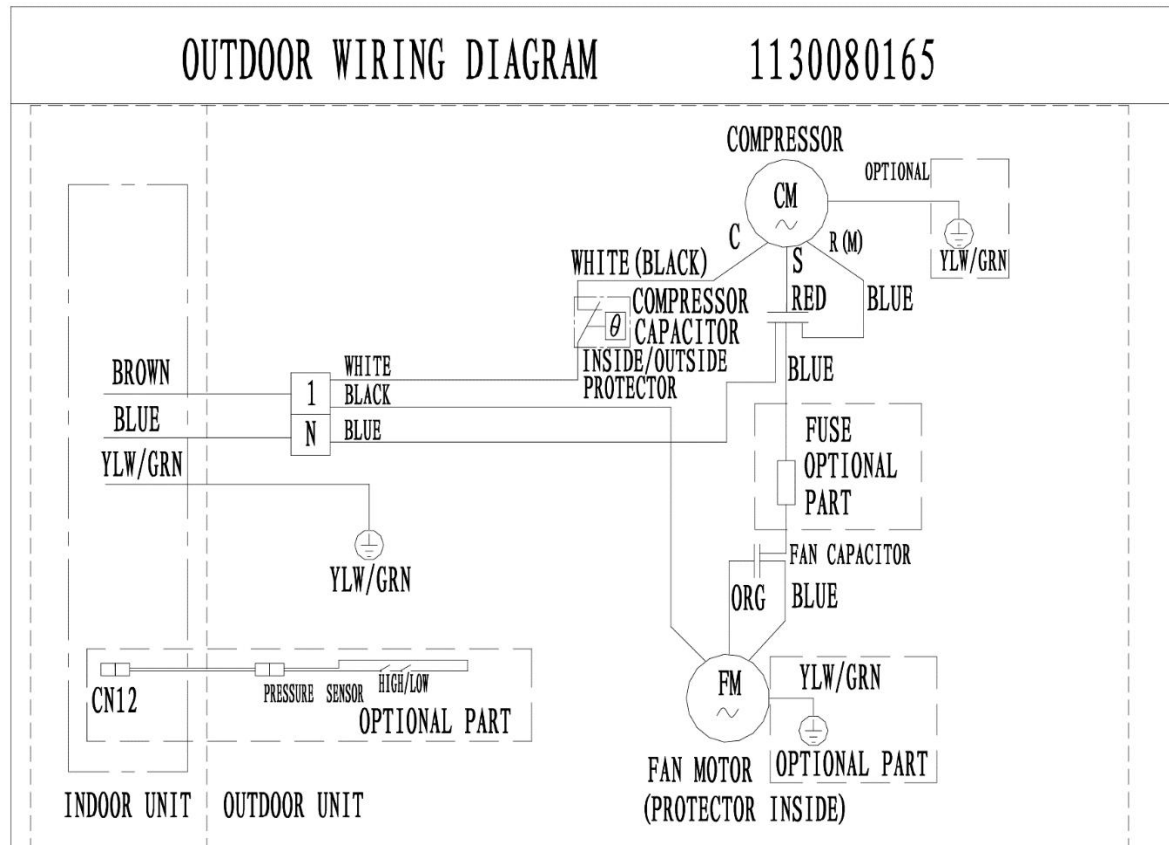 OUTDOOR WIRING DIAGRAM 1130080165
COMPRESSOR
OPTIONAL
CM
C
S
R(M)
YLW/GRN
WHITE(BLACK)
RED
BLUE
COMPRESSOR
CAPACITOR
θ
INSIDE/OUTSIDE
PROTECTOR
BLUE
BROWN
WHITE
1
BLACK
BLUE
N
BLUE
YLW/GRN
FUSE
OPTIONAL
PART
YLW/GRN
FAN CAPACITOR
ORG
BLUE
CN12
PRESSURE SENSOR
HIGH/LOW
OPTIONAL PART
FM
YLW/GRN
OPTIONAL PART
FAN MOTOR
(PROTECTOR INSIDE)
INDOOR UNIT
OUTDOOR UNIT